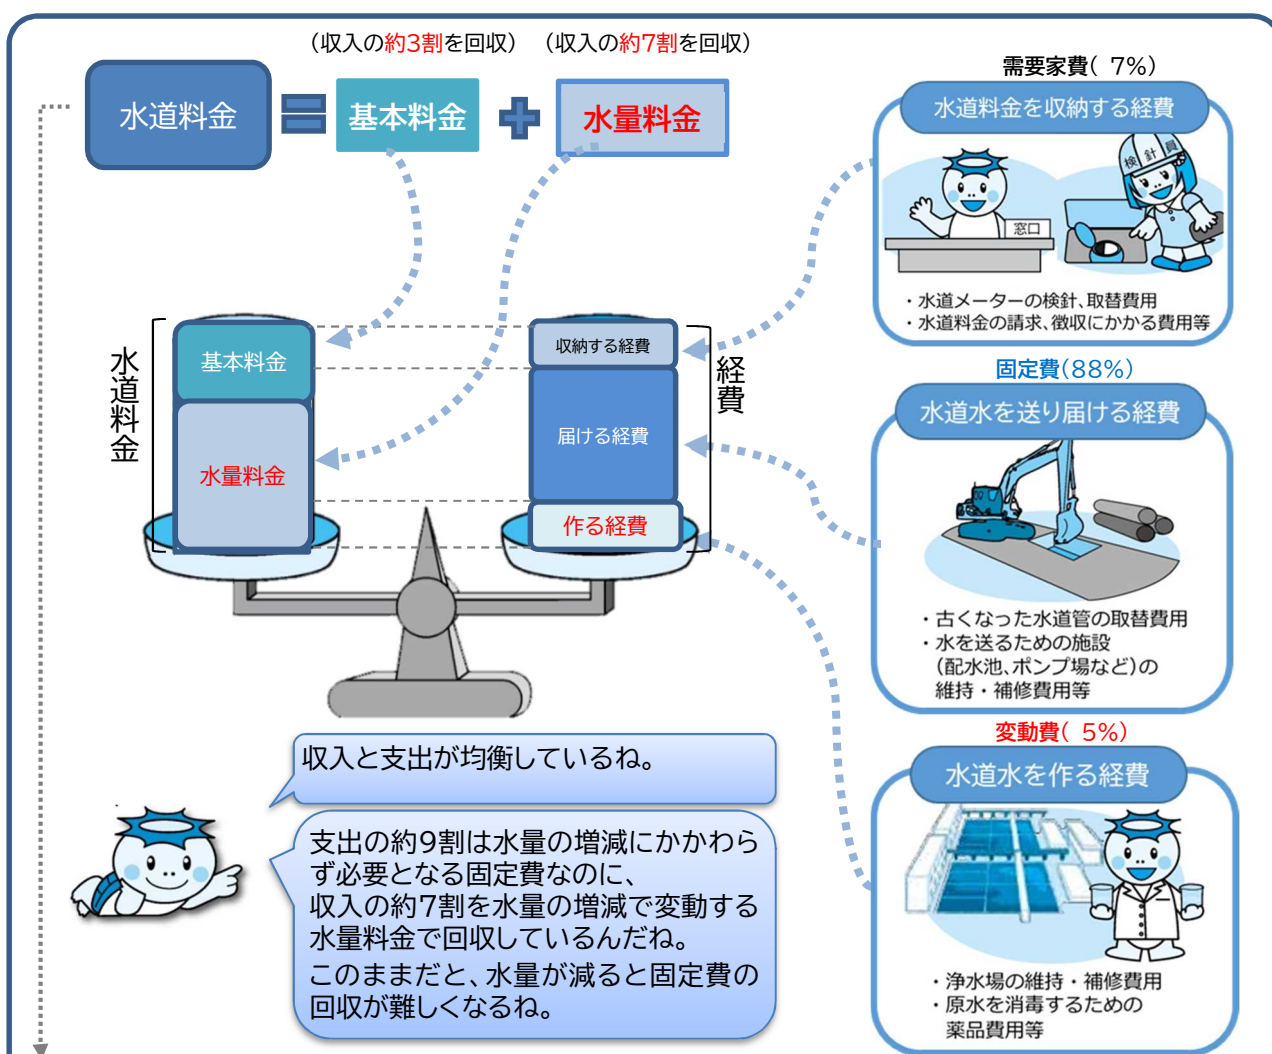 （収入の約3割を回収）
（収入の約7割を回収）
水道料金
基本料金
水量料金
需要家費（ 7%）
水道料金を収納する経費
検針員
窓口
・水道メーターの検針、取替費用
・水道料金の請求、徴収にかかる費用等
水道料金
基本料金
水量料金
収納する経費
届ける経費
作る経費
経費
固定費（88%）
水道水を送り届ける経費
・古くなった水道管の取替費用
・水を送るための施設
（配水池、ポンプ場など）の
維持・補修費用等
収入と支出が均衡しているね。
支出の約9割は水量の増減にかかわら
ず必要となる固定費なのに、
収入の約7割を水量の増減で変動する
水量料金で回収しているんだね。
このままだと、水量が減ると固定費の
回収が難しくなるね。
変動費（ 5%）
水道水を作る経費
・浄水場の維持・補修費用
・原水を消毒するための
薬品費用等